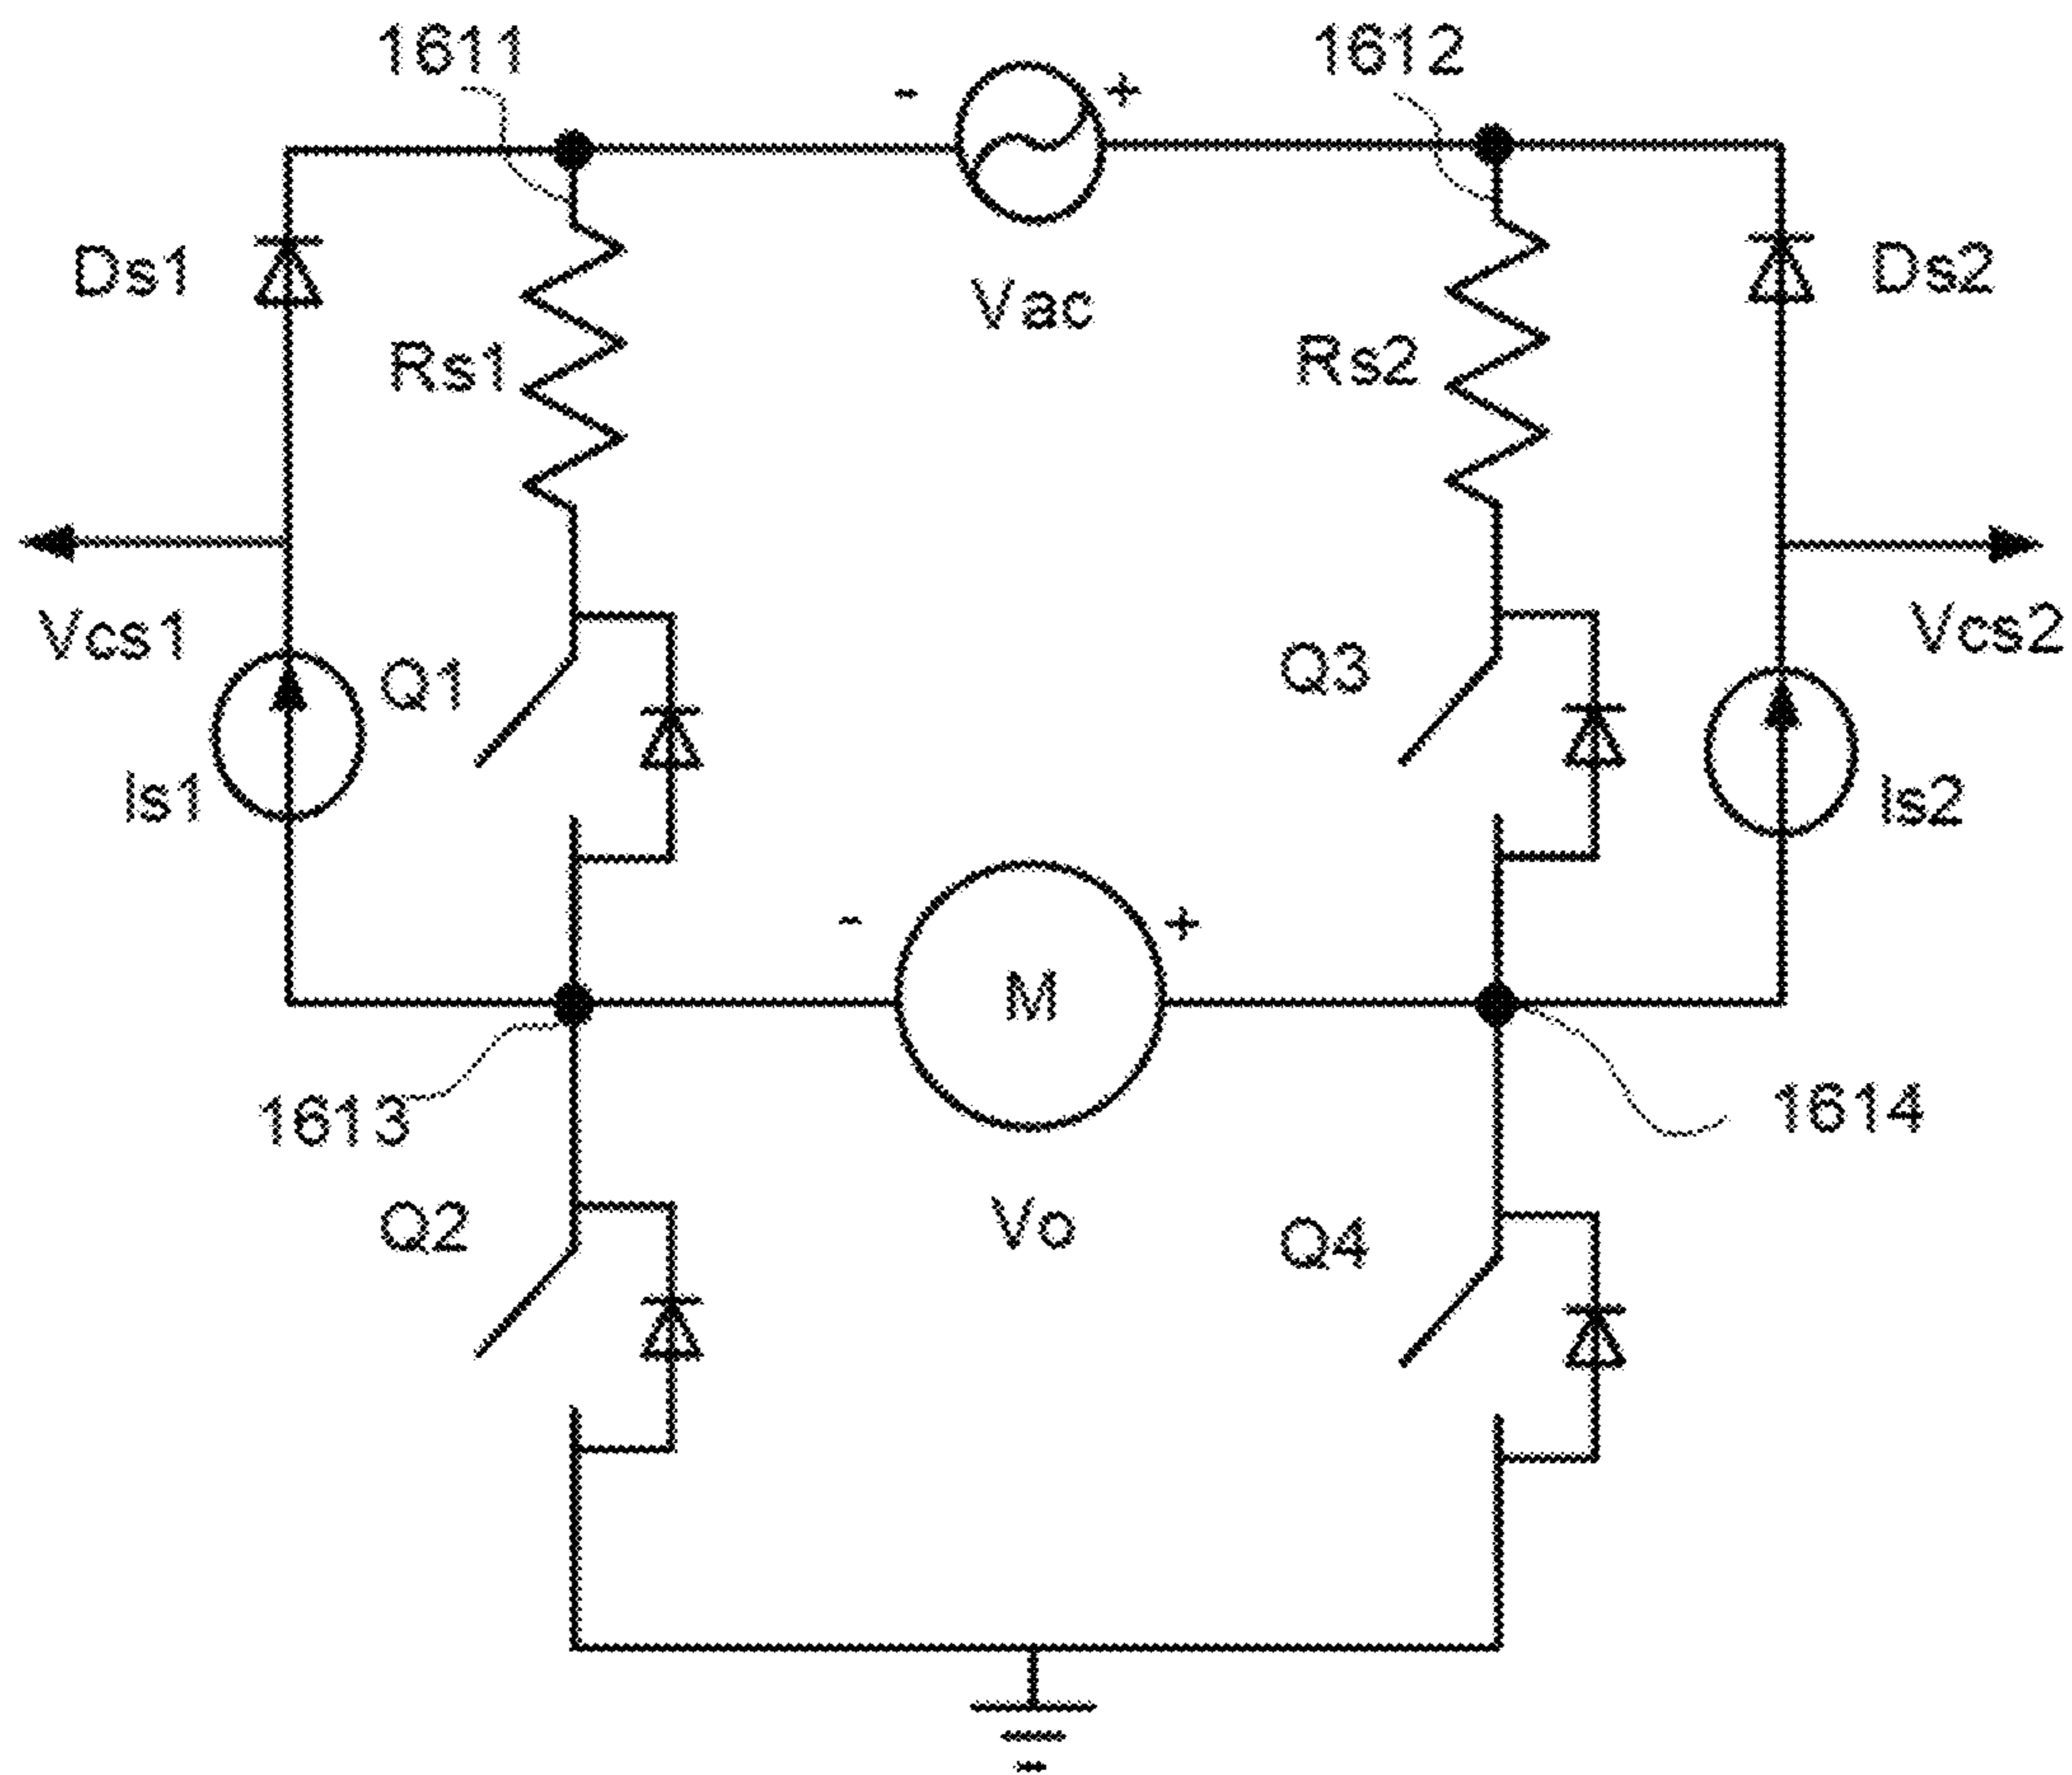 1611
1612
- +
Ds1
Vac
Ds2
Rs1
Rs2
Vcs1
Vcs2
Q1
Q3
Is1
Is2
- +
M
1613
1614
Q2
Vo
Q4